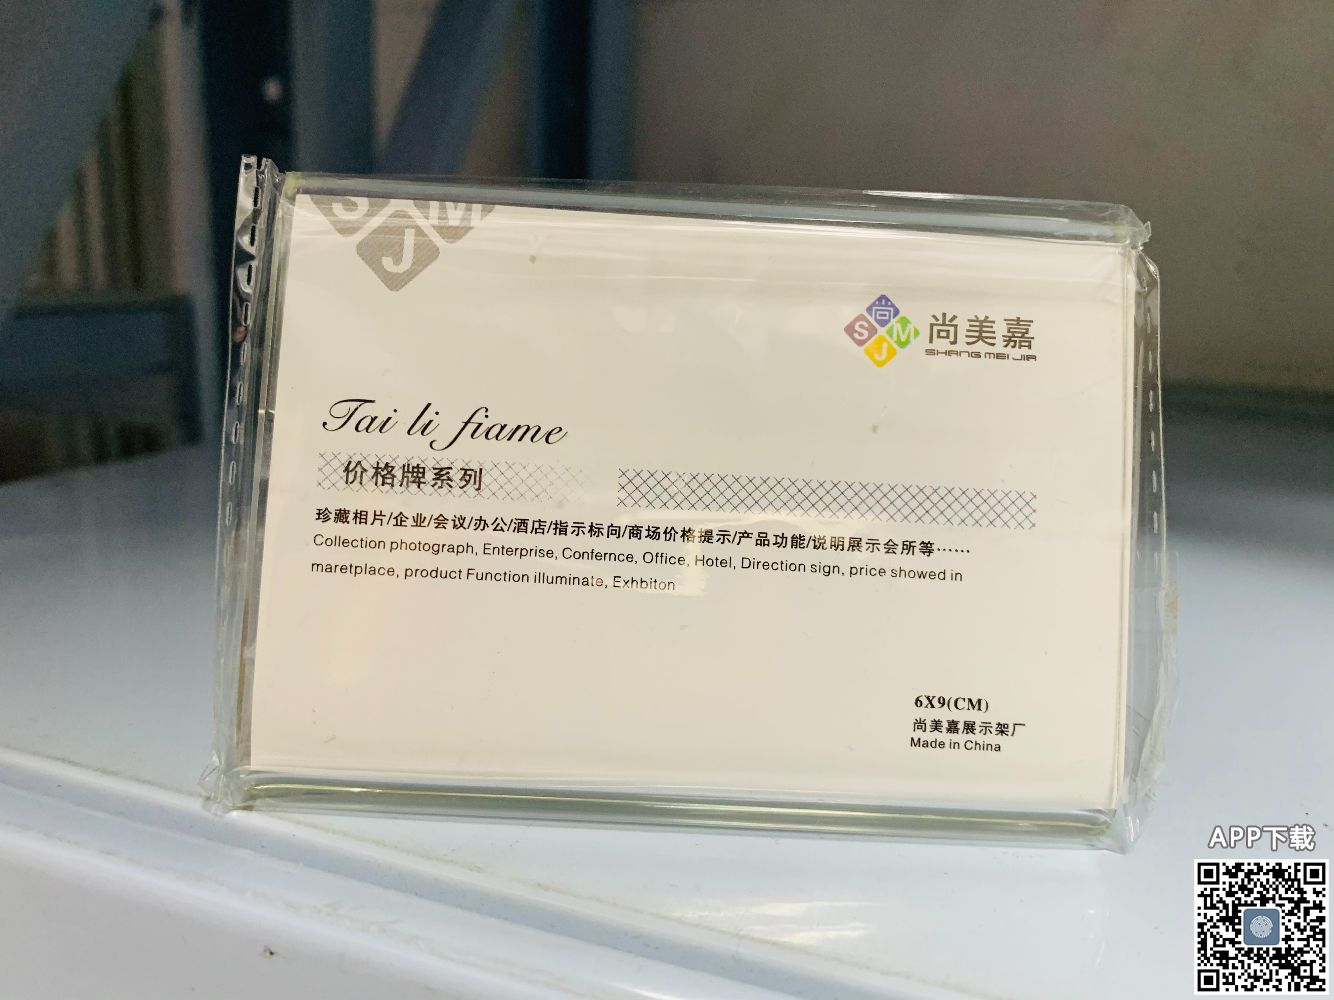 S M
J
尚
S M
J
尚美嘉
SHANG MEI JIA
Tai li fiame
价格牌系列
珍藏相片/企业/会议/办公/酒店/指示标向/商场价格提示/产品功能/说明展示会所等……
Collection photograph, Enterprise, Confernce, Office, Hotel, Direction sign, price showed in
maretplace, product Function illuminate, Exhbiton
6X9(CM)
尚美嘉展示架厂
Made in China
APP下载